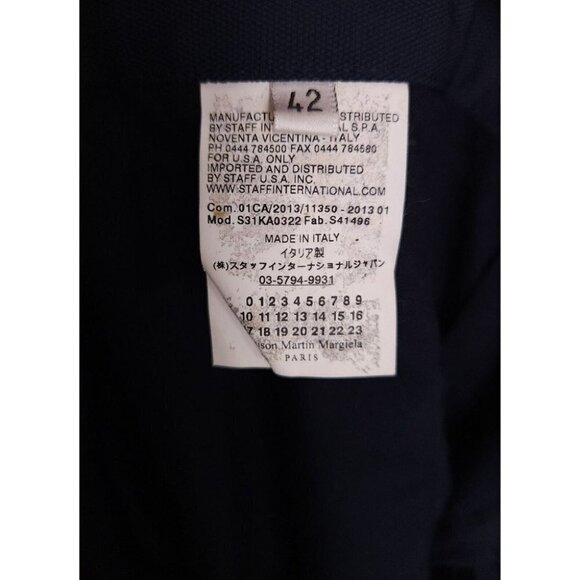 42
MANUFACTU ISTRIBUTED
BY STAFF INT AL S.P.A.
NOVENTA VICENTINA - ITALY
PH 0444 784500 FAX 0444 784580
FOR U.S.A. ONLY
IMPORTED AND DISTRIBUTED
BY STAFF U.S.A. INC.
WWW.STAFFINTERNATIONAL.COM
Com. 01CA/2013/11350 - 2013 01
Mod. S31KA0322 Fab. S41496
MADE IN ITALY
イタリア製
(株)スタッフインターナショナルジャパン
03-5794-9931
0 1 2 3 4 5 6 7 8 9
10 11 12 13 14 15 16
7 18 19 20 21 22 23
ison Martin Margiela
PARIS